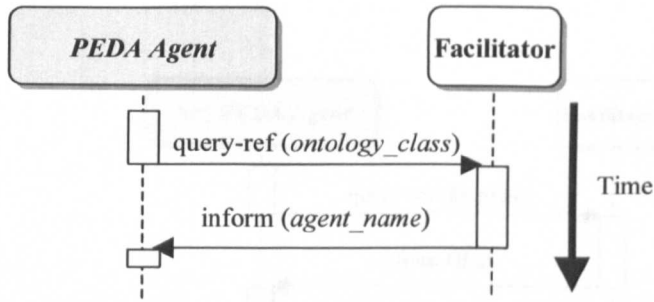 PEDA Agent
Facilitator
query-ref (ontology_class)
Time
inform (agent_name)